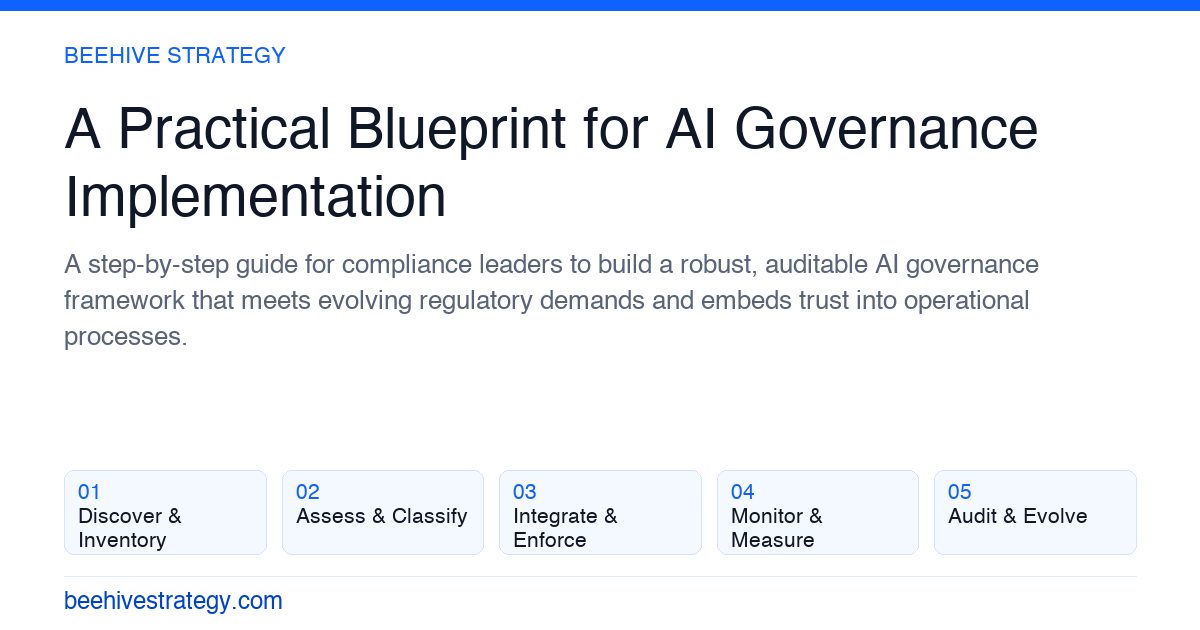 BEEHIVE STRATEGY
A Practical Blueprint for AI Governance
Implementation
A step-by-step guide for compliance leaders to build a robust, auditable AI governance
framework that meets evolving regulatory demands and embeds trust into operational
processes.
01
Discover &
Inventory
02
Assess & Classify
03
Integrate &
Enforce
04
Monitor &
Measure
05
Audit & Evolve
beehivestrategy.com